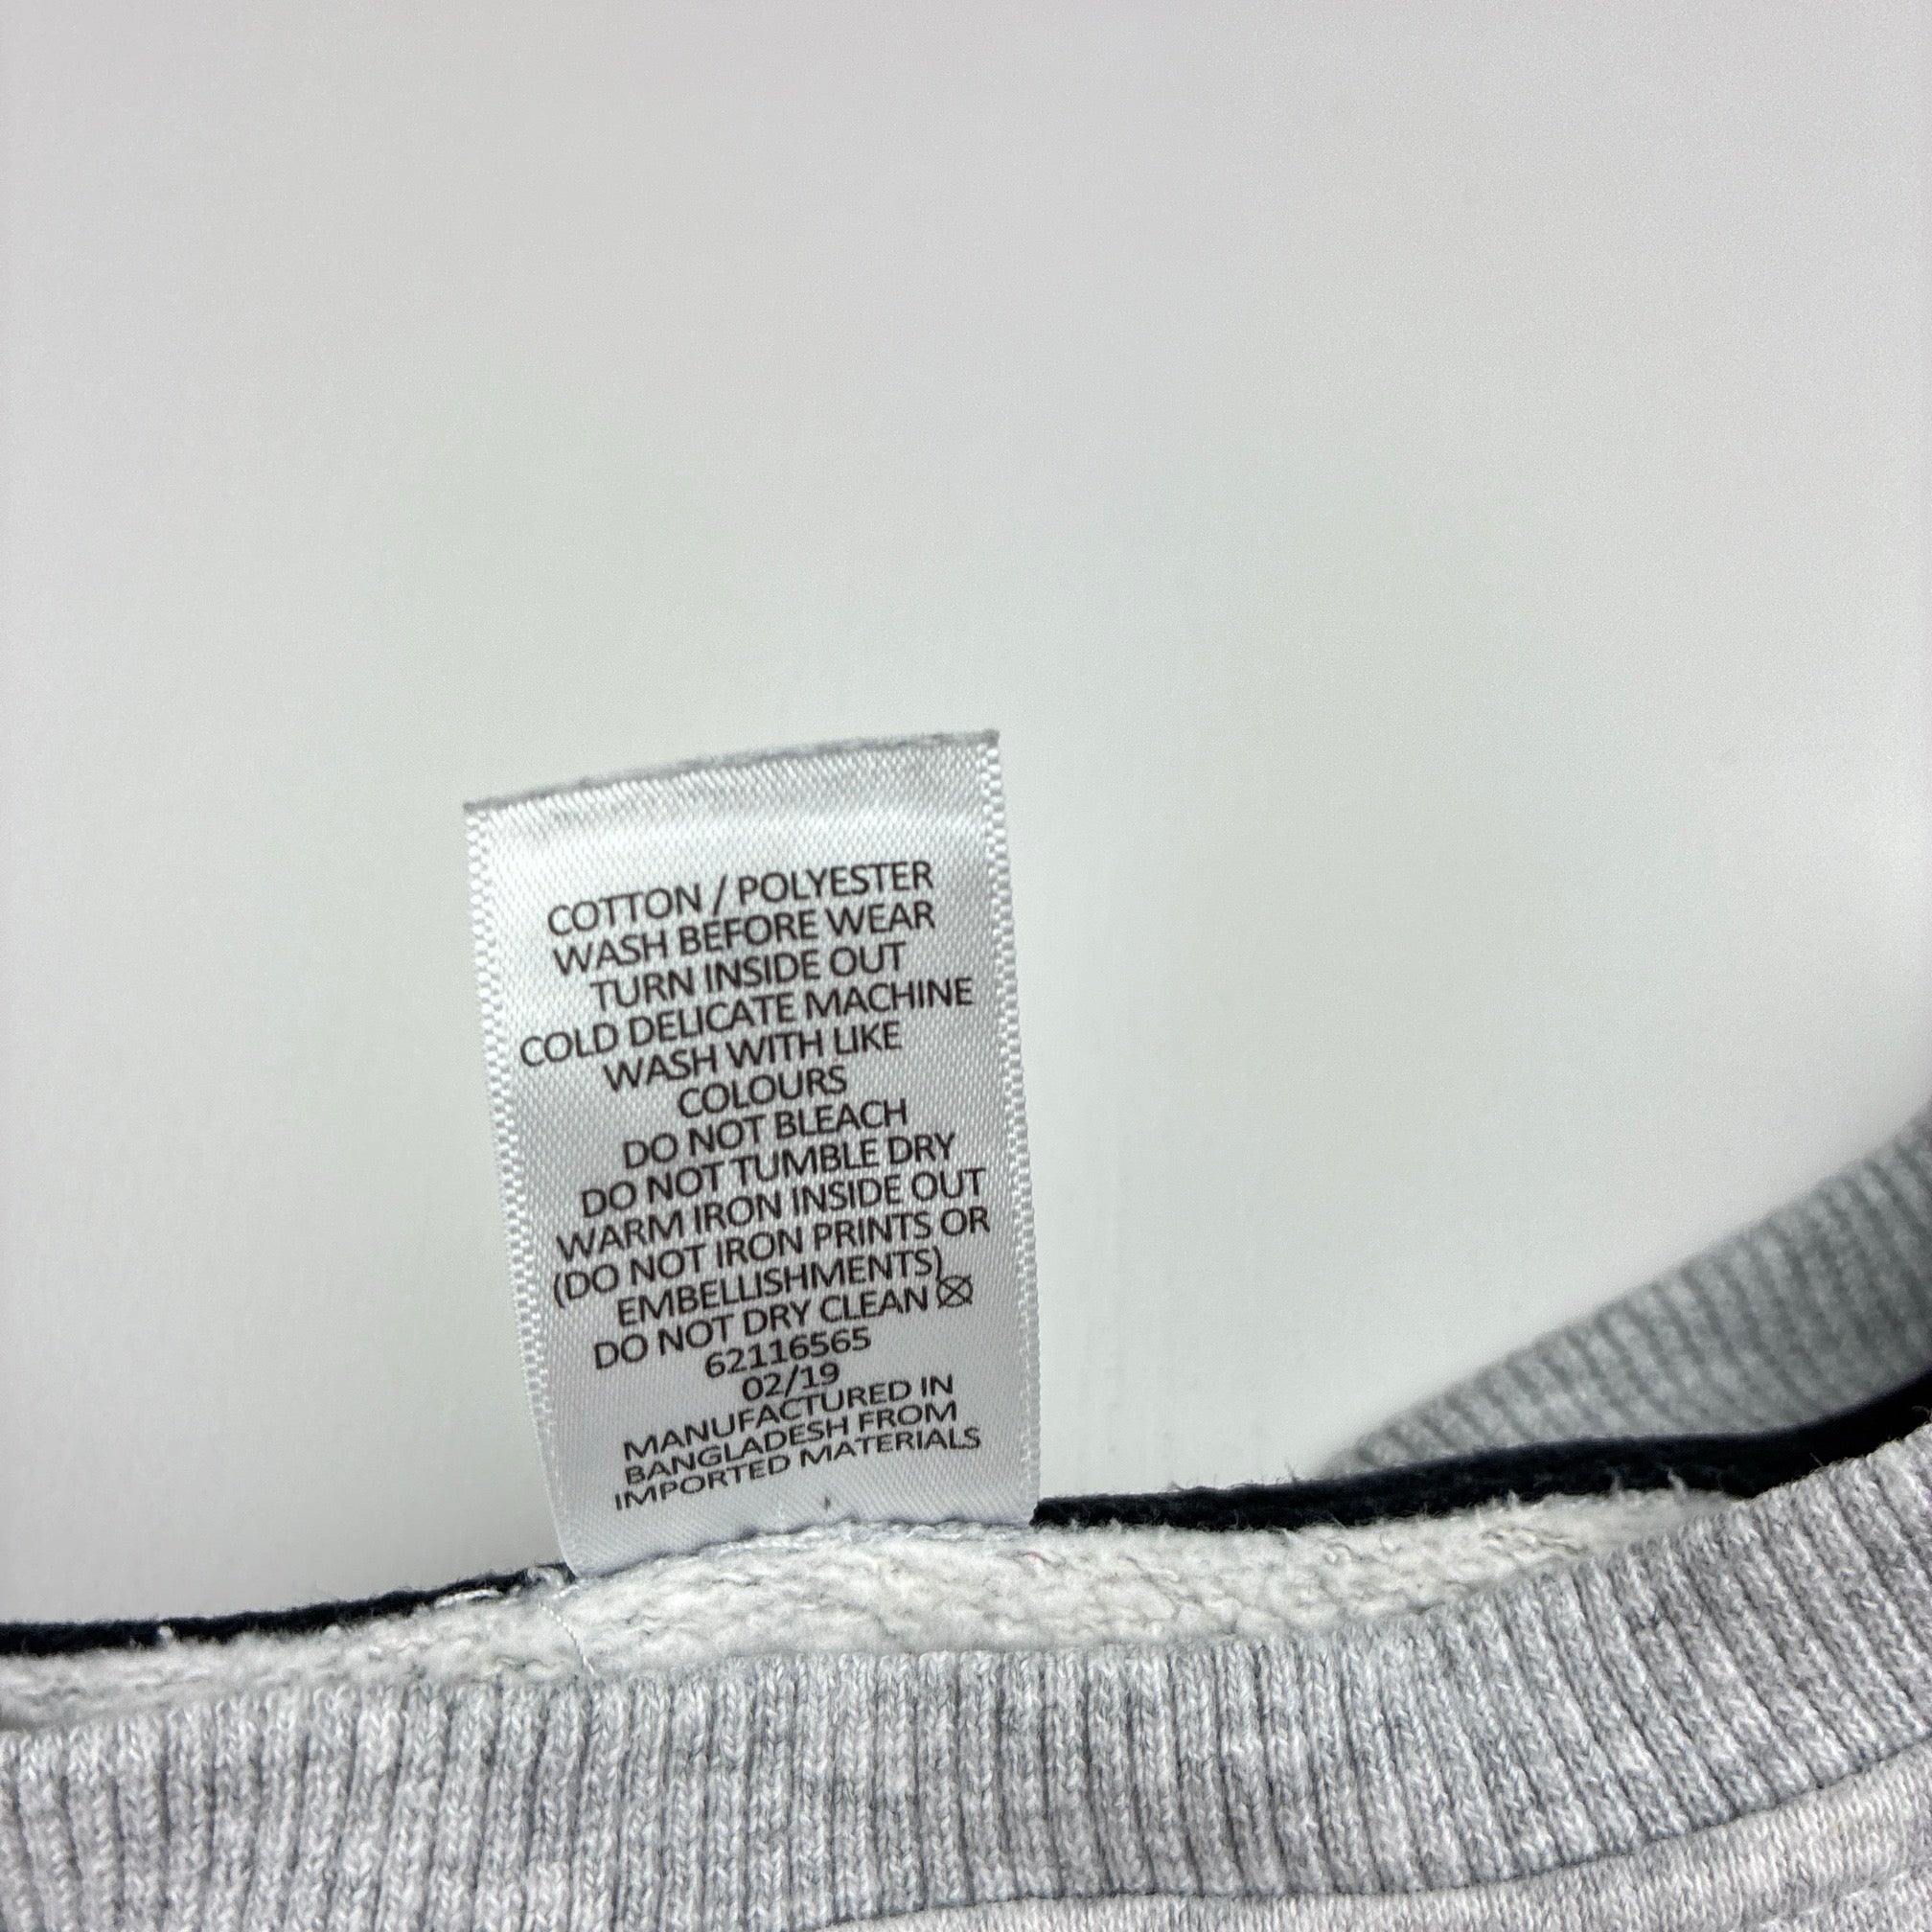 COTTON / POLYESTER
WASH BEFORE WEAR
TURN INSIDE OUT
COLD DELICATE MACHINE
WASH WITH LIKE
COLOURS
DO NOT BLEACH
DO NOT TUMBLE DRY
WARM IRON INSIDE OUT
(DO NOT IRON PRINTS OR
EMBELLISHMENTS)
DO NOT DRY CLEAN
62116565
02/19
MANUFACTURED IN
BANGLADESH FROM
IMPORTED MATERIALS